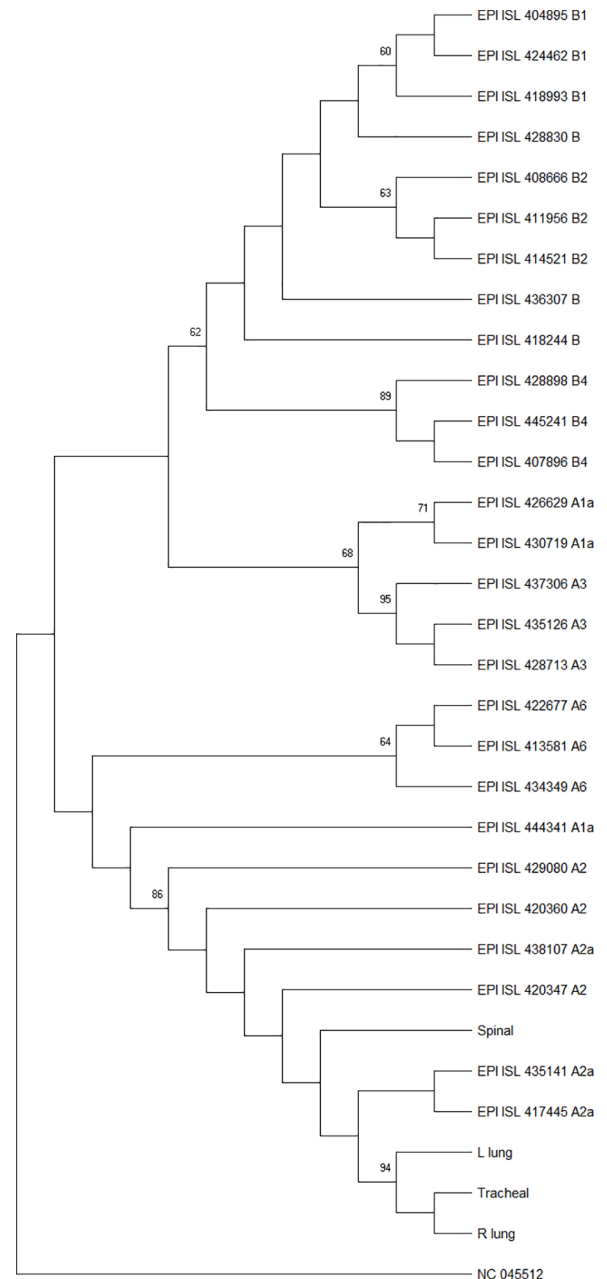 EPI ISL 404895 B1
60
EPI ISL 424462 B1
EPI ISL 418993 B1
EPI ISL 428830 B
EPI ISL 408666 B2
63
EPI ISL 411956 B2
EPI ISL 414521 B2
EPI ISL 436307 B
62
EPI ISL 418244 B
EPI ISL 428898 B4
89
EPI ISL 445241 B4
EPI ISL 407896 B4
EPI ISL 426629 A1a
71
EPI ISL 430719 A1a
68
EPI ISL 437306 A3
95
EPI ISL 435126 A3
EPI ISL 428713 A3
EPI ISL 422677 A6
64
EPI ISL 413581 A6
EPI ISL 434349 A6
EPI ISL 444341 A1a
EPI ISL 429080 A2
86
EPI ISL 420360 A2
EPI ISL 438107 A2a
EPI ISL 420347 A2
Spinal
EPI ISL 435141 A2a
EPI ISL 417445 A2a
L lung
94
Tracheal
R lung
NC 045512